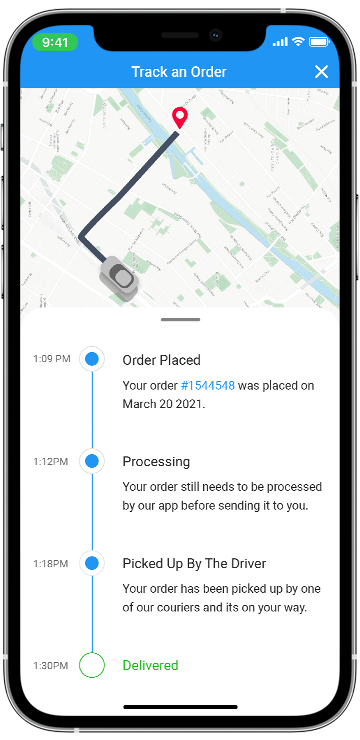 9:41
Track an Order
1:09 PM
Order Placed
Your order #1544548 was placed on
March 20 2021.
1:12PM
Processing
Your order still needs to be processed
by our app before sending it to you.
1:18PM
Picked Up By The Driver
Your order has been picked up by one
of our couriers and its on your way.
1:30PM
Delivered